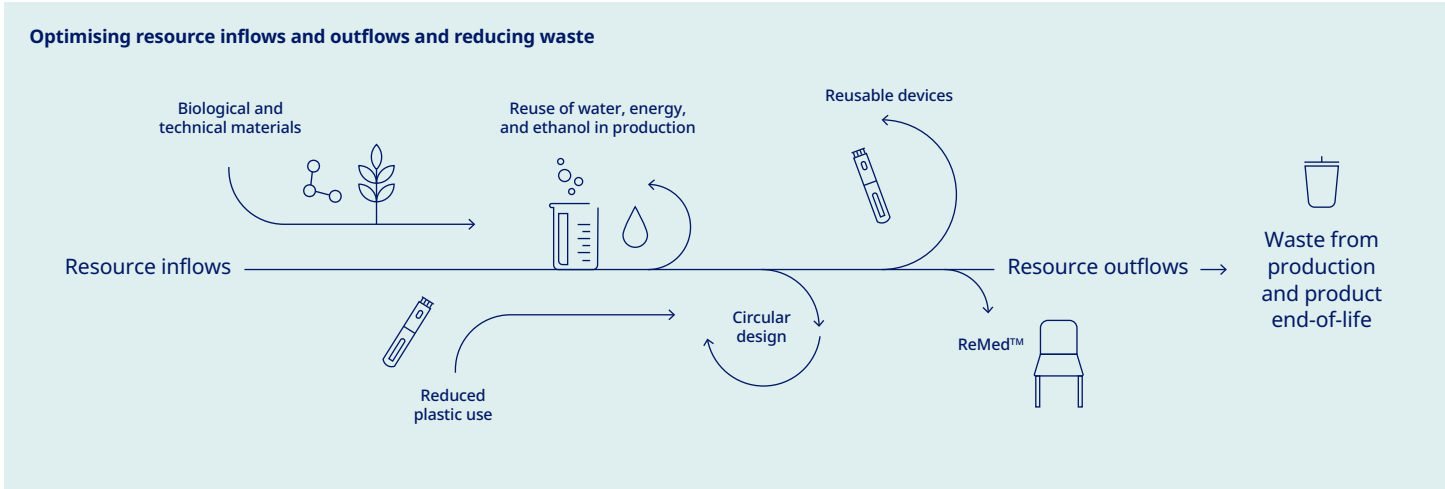 Optimising resource inflows and outflows and reducing waste
Biological and
technical materials
Reuse of water, energy,
and ethanol in production
Reusable devices
Resource inflows
Resource outflows
Waste from
production
and product
end-of-life
Circular
design
ReMed™
Reduced
plastic use